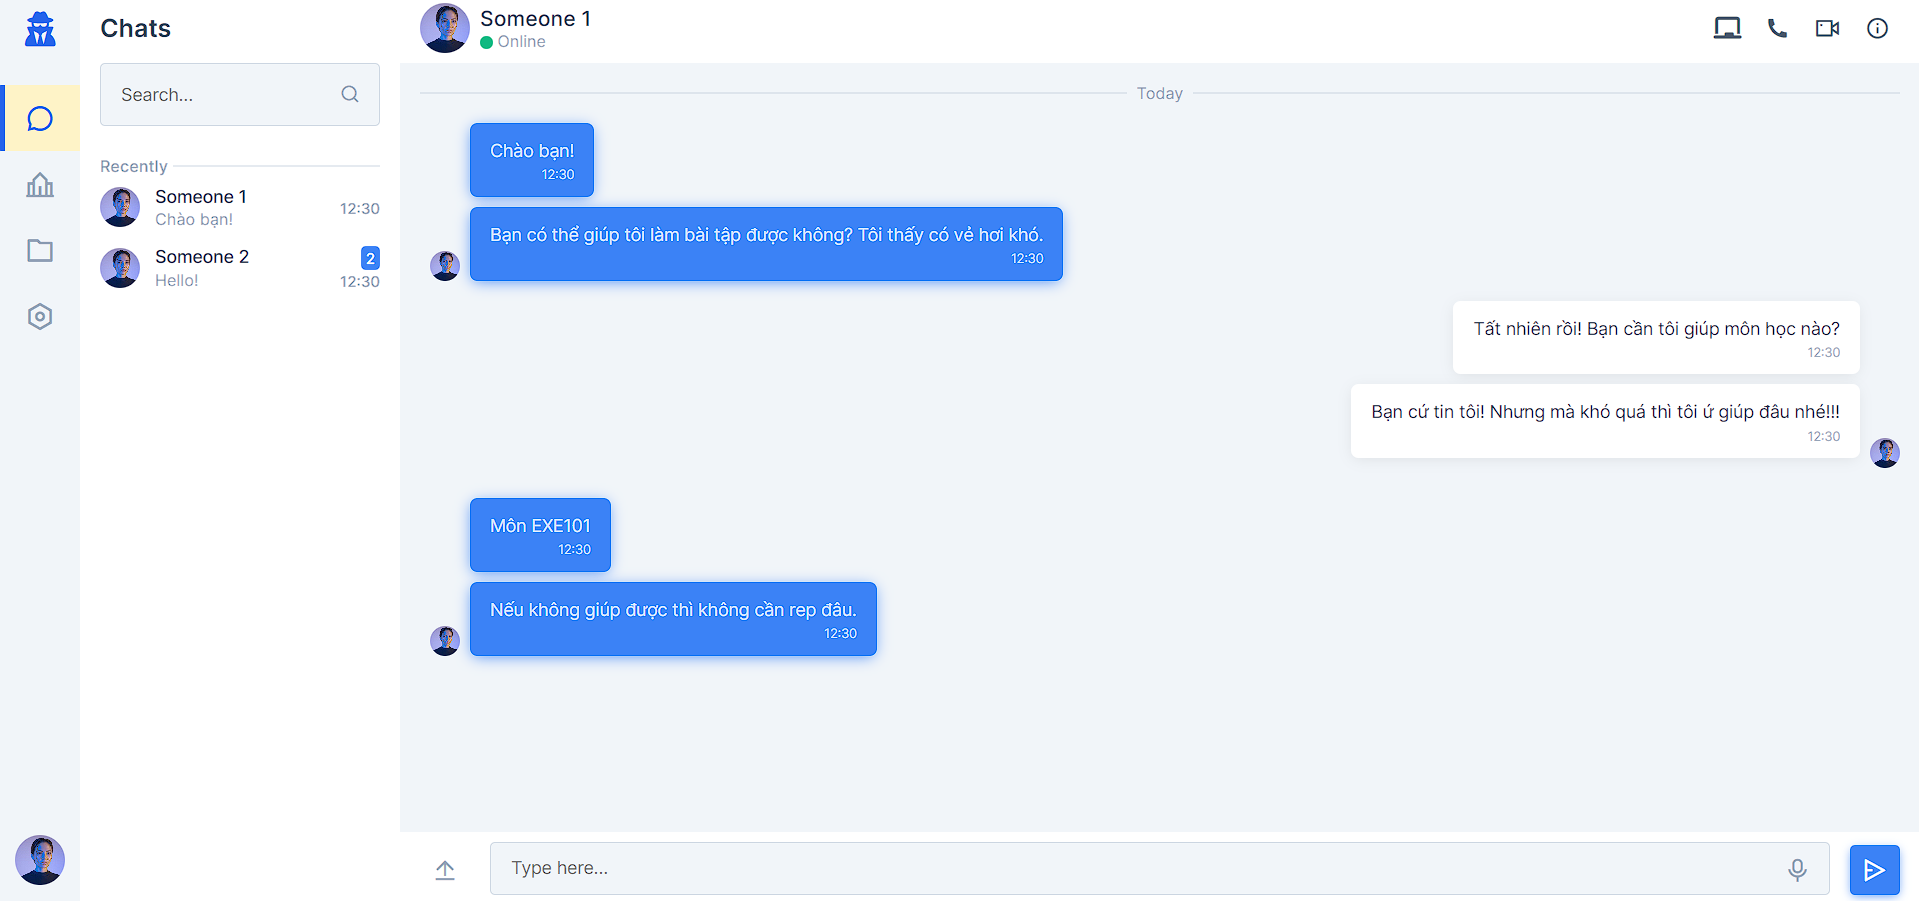 Chats
Search...
Recently
Someone 1
Chào bạn!
12:30
Someone 2
2
Hello!
12:30
Someone 1
Online
Today
Chào bạn!
12:30
Bạn có thể giúp tôi làm bài tập được không? Tôi thấy có vẻ hơi khó.
12:30
Tất nhiên rồi! Bạn cần tôi giúp môn học nào?
12:30
Bạn cứ tin tôi! Nhưng mà khó quá thì tôi ứ giúp đâu nhé!!!
12:30
Môn EXE101
12:30
Nếu không giúp được thì không cần rep đâu.
12:30
Type here...